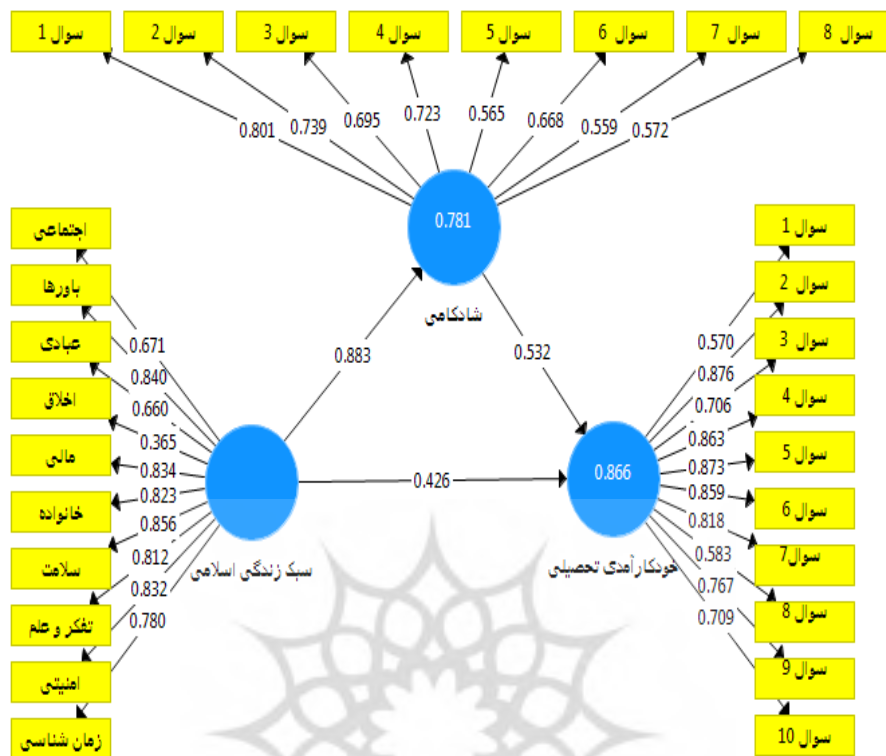 سوال 1
سوال 2
سوال 3
سوال 4
سوال 5
سوال 6
سوال 7
سوال 8
0.801
0.739
0.695
0.723
0.565
0.668
0.559
0.572
0.781
شادکامی
اجتماعی
باورها
عبادی
اخلاق
مالی
خانواده
سلامت
تفکر و علم
امنیتی
زمان شناسی
0.671
0.840
0.660
0.365
0.834
0.823
0.856
0.812
0.832
0.780
سبک زندگی اسلامی
0.883
0.532
0.426
0.866
خودکارآمدی تحصیلی
0.570
0.876
0.706
0.863
0.873
0.859
0.818
0.583
0.767
0.709
سوال 1
سوال 2
سوال 3
سوال 4
سوال 5
سوال 6
سوال7
سوال 8
سوال 9
سوال 10